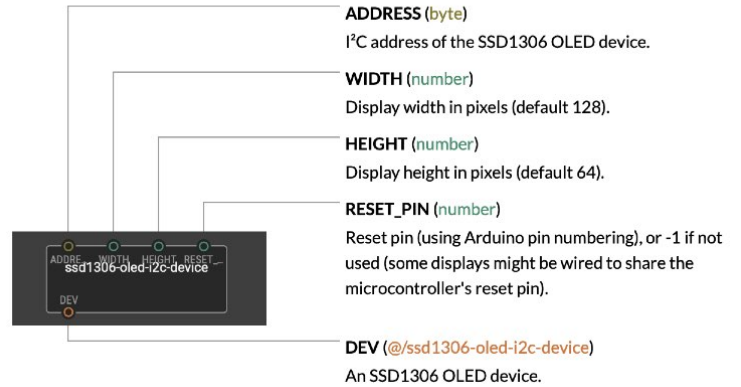 ADDRESS (byte)
I²C address of the SSD1306 OLED device.
WIDTH (number)
Display width in pixels (default 128).
HEIGHT (number)
Display height in pixels (default 64).
RESET_PIN (number)
Reset pin (using Arduino pin numbering), or -1 if not
used (some displays might be wired to share the
microcontroller's reset pin).
ADDRE... WIDTH HEIGHT RESET_...
ssd1306-oled-i2c-device
DEV
DEV (@/ssd1306-oled-i2c-device)
An SSD1306 OLED device.